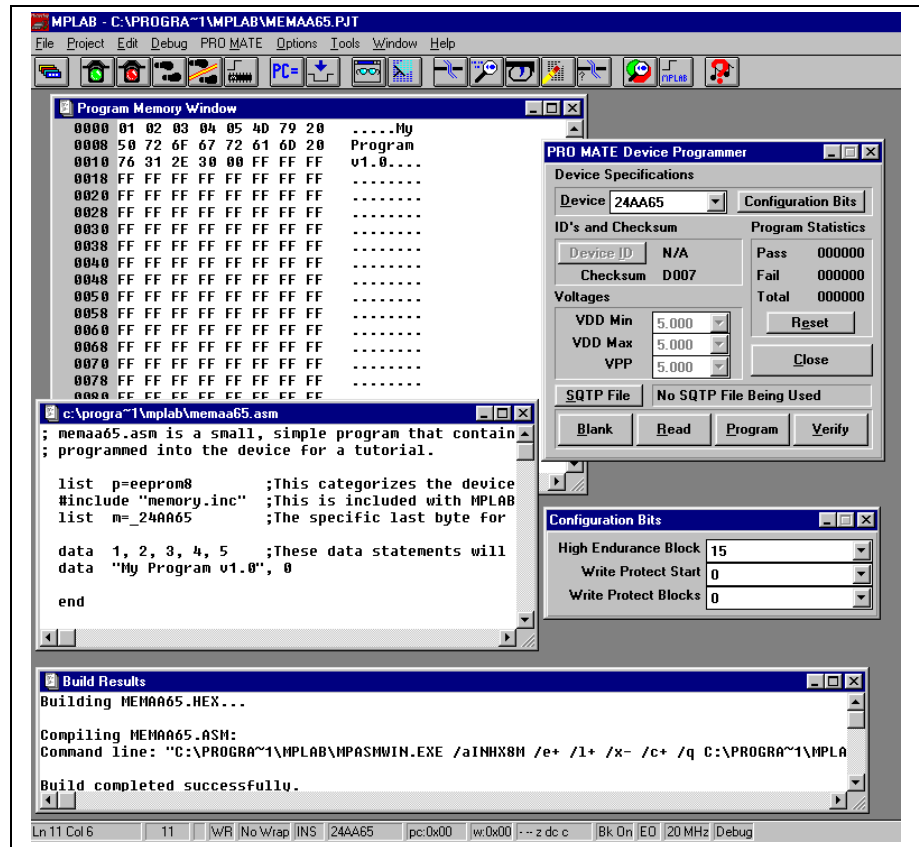 MPLAB - C:\PROGRA~1\MPLAB\MEMAA65.PJT
File Project Edit Debug PRO MATE Options Tools Window Help
PC=
MPLAB
Program Memory Window
0000 01 02 03 04 05 4D 79 20 .....My
0008 50 72 6F 67 72 61 6D 20 Program
0010 76 31 2E 30 00 FF FF FF v1.0....
0018 FF FF FF FF FF FF FF FF ........
0020 FF FF FF FF FF FF FF FF ........
0028 FF FF FF FF FF FF FF FF ........
0030 FF FF FF FF FF FF FF FF ........
0038 FF FF FF FF FF FF FF FF ........
0040 FF FF FF FF FF FF FF FF ........
0048 FF FF FF FF FF FF FF FF ........
0050 FF FF FF FF FF FF FF FF ........
0058 FF FF FF FF FF FF FF FF ........
0060 FF FF FF FF FF FF FF FF ........
0068 FF FF FF FF FF FF FF FF ........
0070 FF FF FF FF FF FF FF FF ........
0078 FF FF FF FF FF FF FF FF ........
0080 FF FF FF FF FF FF FF FF ........
PRO MATE Device Programmer
Device Specifications
Device 24AA65 Configuration Bits
ID's and Checksum Program Statistics
Device ID N/A Pass 000000
Checksum D007 Fail 000000
Voltages Total 000000
VDD Min 5.000 Reset
VDD Max 5.000
VPP 5.000 Close
SQTP File No SQTP File Being Used
Blank Read Program Verify
c:\progra~1\mplab\memaa65.asm
; memaa65.asm is a small, simple program that contain
; programmed into the device for a tutorial.
list p=eeprom8 ;This categorizes the device
#include "memory.inc" ;This is included with MPLAB
list m=_24AA65 ;The specific last byte for
data 1, 2, 3, 4, 5 ;These data statements will
data "My Program v1.0", 0
end
Configuration Bits
High Endurance Block 15
Write Protect Start 0
Write Protect Blocks 0
Build Results
Building MEMAA65.HEX...
Compiling MEMAA65.ASM:
Command line: "C:\PROGRA~1\MPLAB\MPASMWIN.EXE /aINHX8M /e+ /l+ /x- /c+ /q C:\PROGRA~1\MPLA
Build completed successfully.
Ln 11 Col 6 11 WR No Wrap INS 24AA65 pc:0x00 w:0x00 - -- z dc c Bk On E0 20 MHz Debug